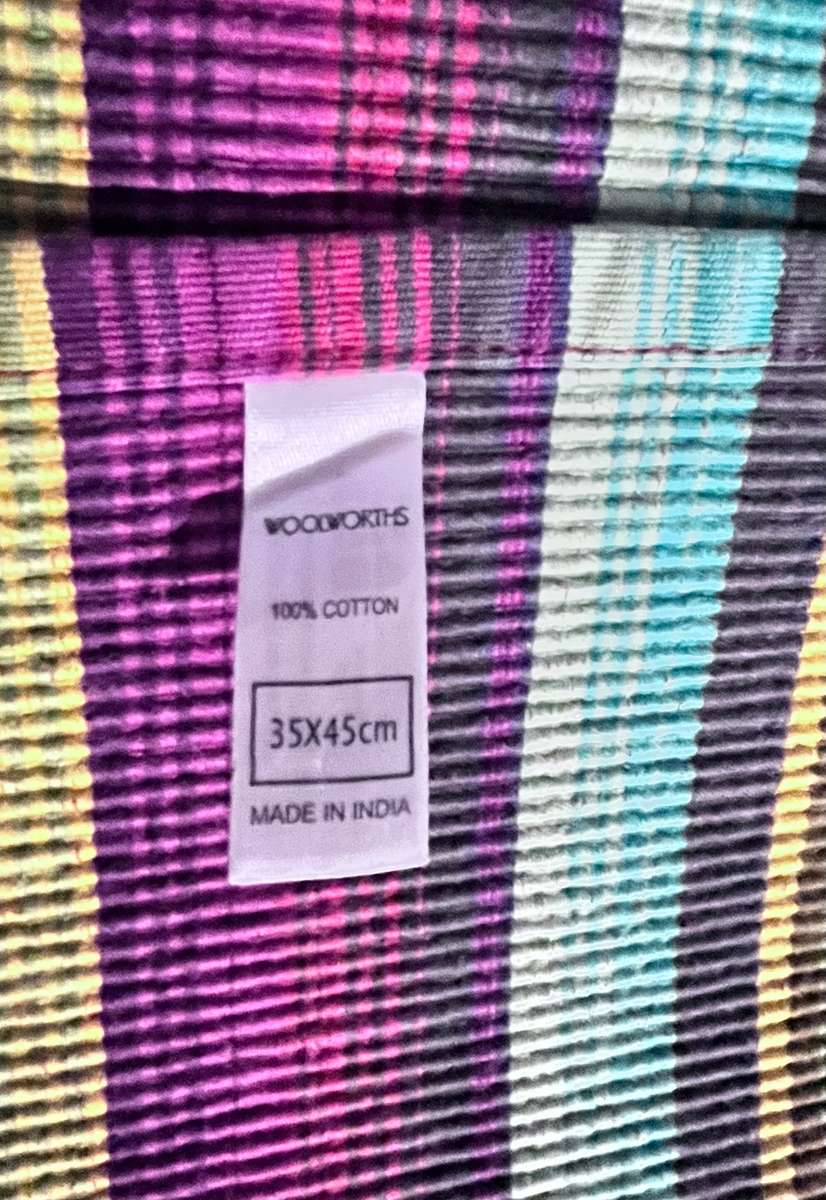 WOOLWORTHS
100% COTTON
35X45cm
MADE IN INDIA